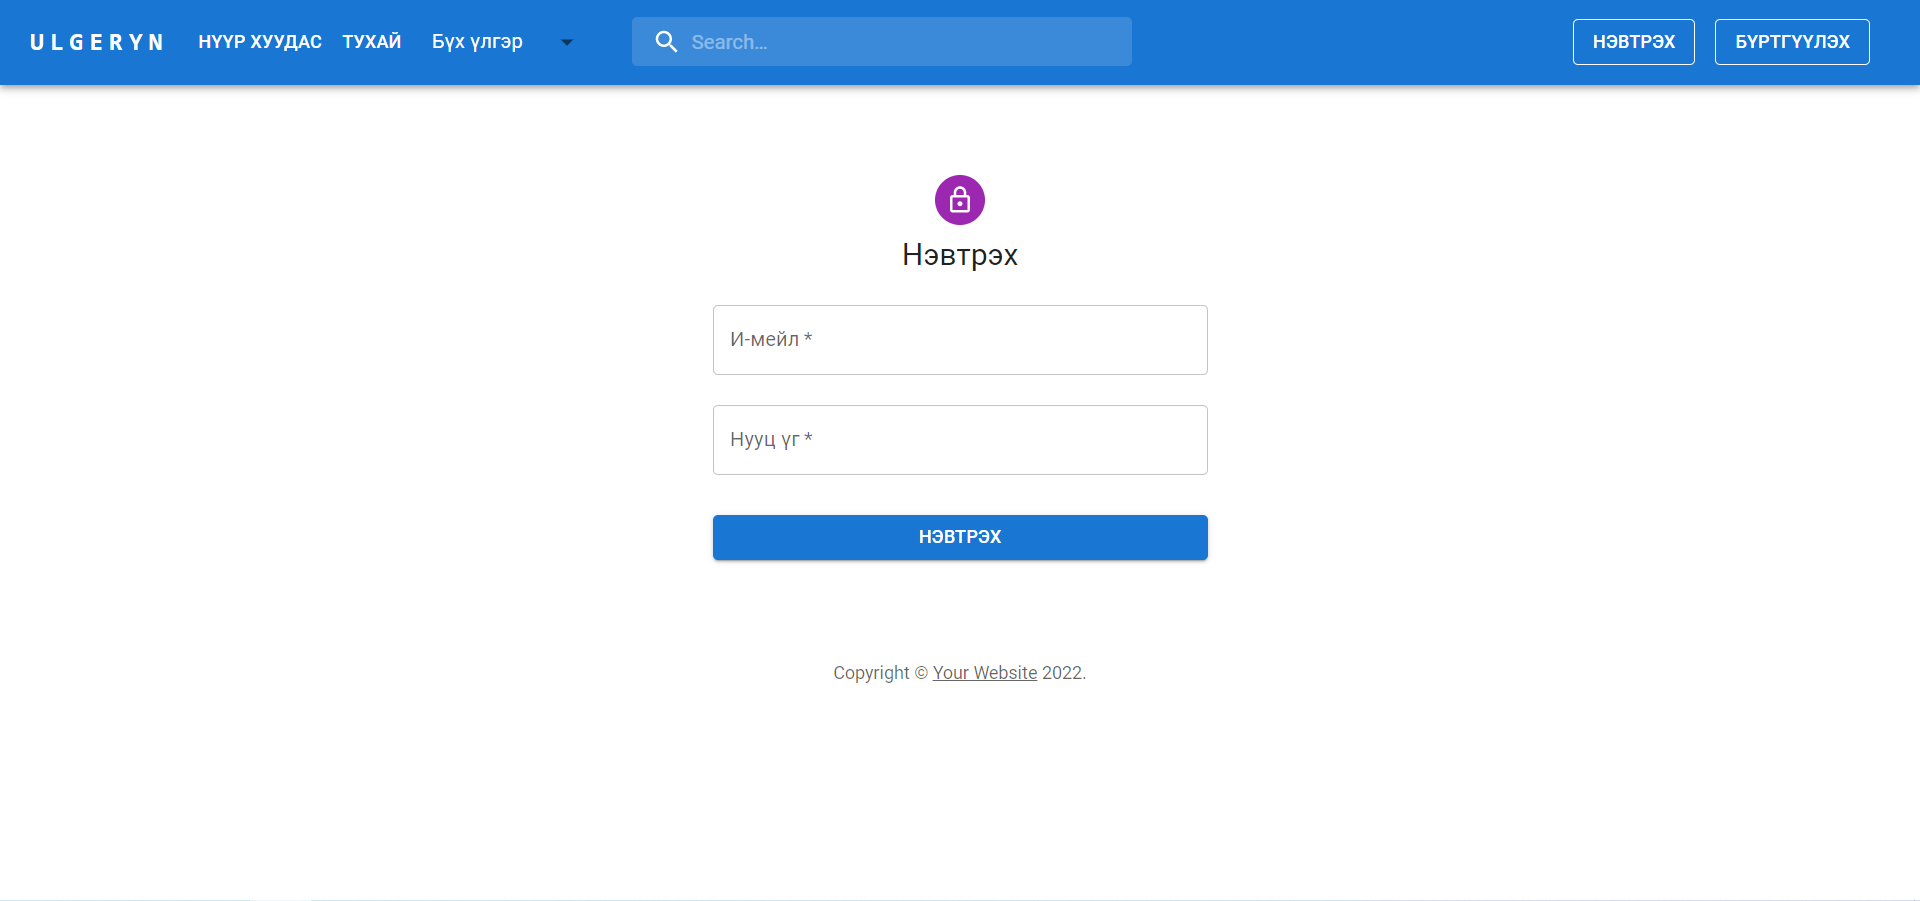 ULGERYN НҮҮР ХУУДАС ТУХАЙ Бүх үлгэр Search... НЭВТРЭХ БҮРТГҮҮЛЭХ
Нэвтрэх
И-мейл *
Нууц үг *
НЭВТРЭХ
Copyright © Your Website 2022.